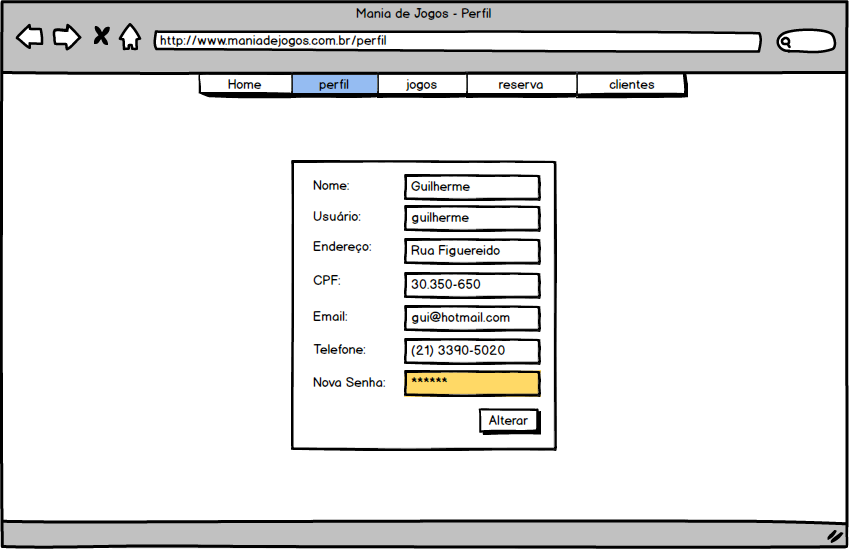 Mania de Jogos - Perfil
http://www.maniadejogos.com.br/perfil
Home perfil jogos reserva clientes
Nome: Guilherme
Usuário: guilherme
Endereço: Rua Figuereido
CPF: 30.350-650
Email: gui@hotmail.com
Telefone: (21) 3390-5020
Nova Senha: ******
Alterar